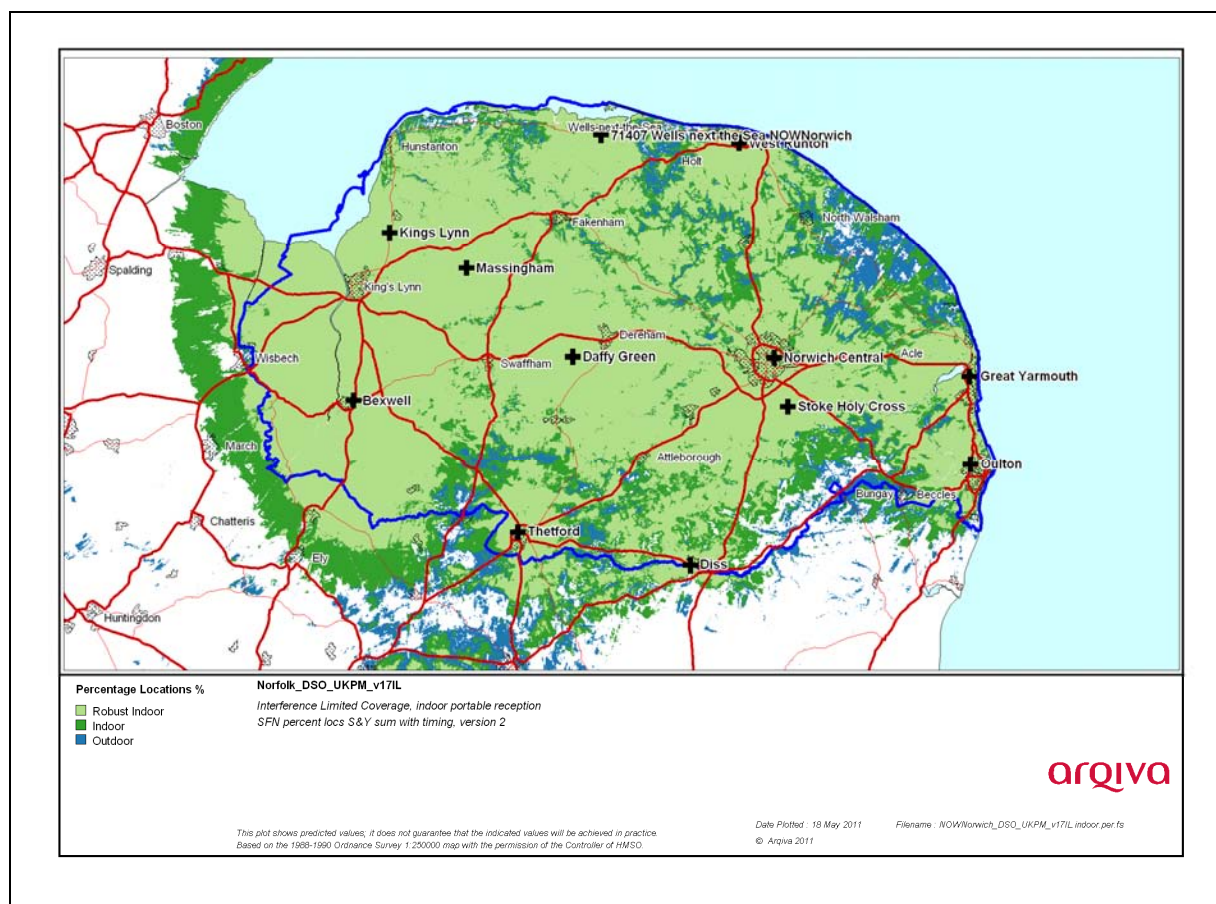 Boston
Wells-next-the-Sea
71407 Wells next the Sea NOWNorwich
West Runton
Hunstanton
Holt
North Walsham
Fakenham
Kings Lynn
Massingham
Spalding
King's Lynn
Dereham
Wisbech
Swaffham
Daffy Green
Norwich Central
Acle
Great Yarmouth
Bexwell
Stoke Holy Cross
March
Attleborough
Oulton
Bungay
Beccles
Chatteris
Thetford
Ely
Diss
Huntingdon
Percentage Locations %
Robust Indoor
Indoor
Outdoor
Norfolk_DSO_UKPM_v17IL
Interference Limited Coverage, indoor portable reception
SFN percent locs S&Y sum with timing, version 2
arqiva
This plot shows predicted values; it does not guarantee that the indicated values will be achieved in practice.
Based on the 1988-1990 Ordnance Survey 1:250000 map with the permission of the Controller of HMSO.
Date Plotted : 18 May 2011
Filename : NOWNorwich_DSO_UKPM_v17IL.indoor.per.fs
© Arqiva 2011